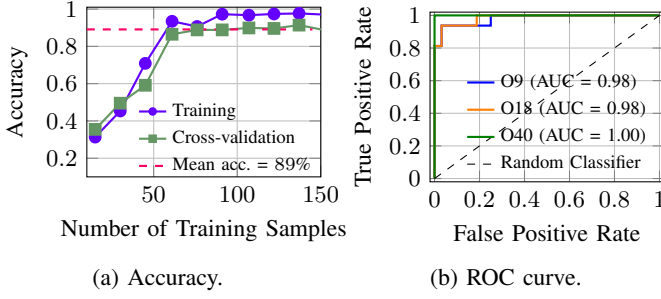 1
0.8
0.6
0.4
0.2
50
100
150
Accuracy
Number of Training Samples
Training
Cross-validation
Mean acc. = 89%
(a) Accuracy.
1
0.8
0.6
0.4
0.2
0
0
0.2
0.4
0.6
0.8
1
True Positive Rate
False Positive Rate
O9 (AUC = 0.98)
O18 (AUC = 0.98)
O40 (AUC = 1.00)
Random Classifier
(b) ROC curve.